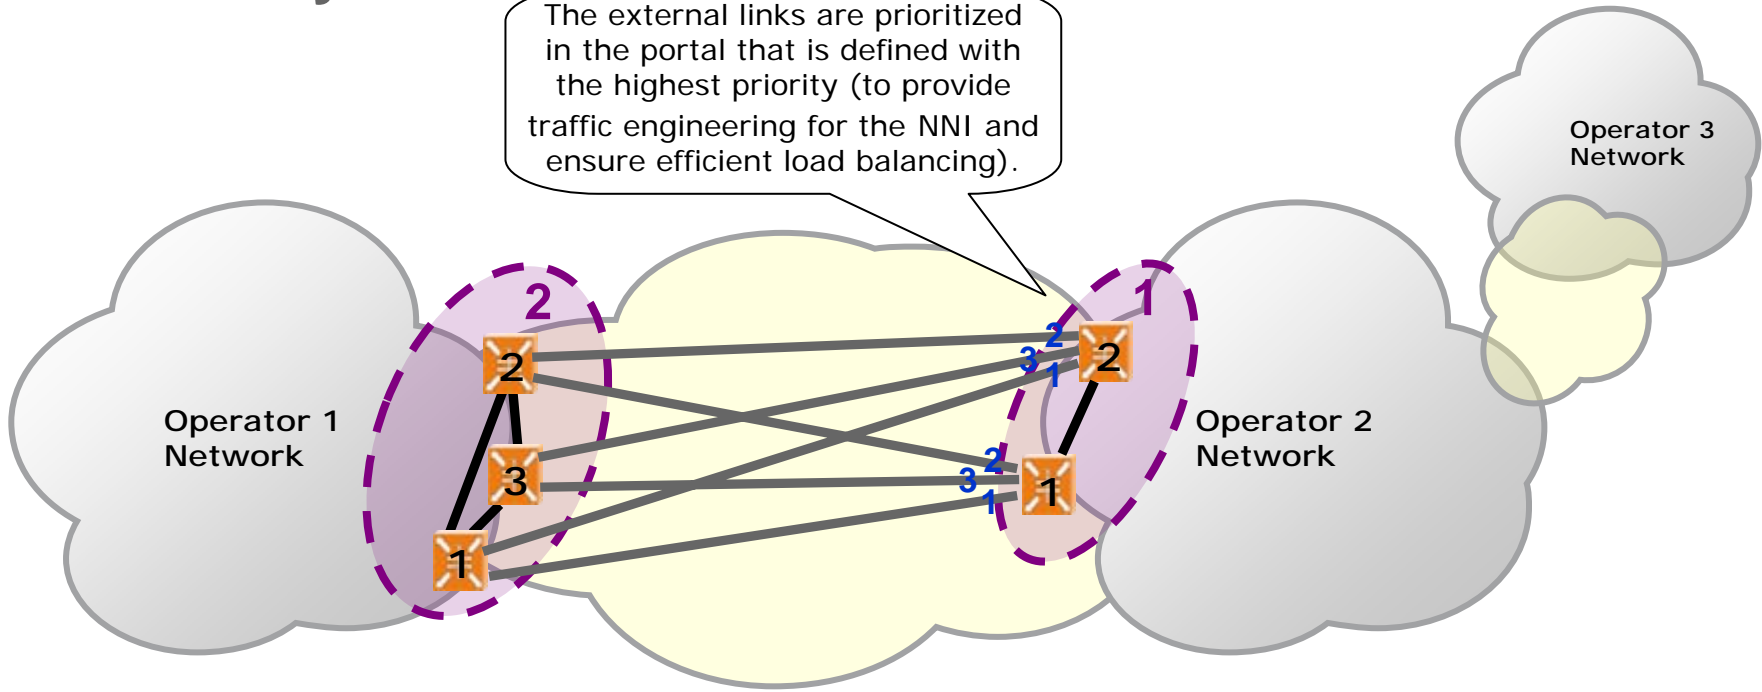 The external links are prioritized
in the portal that is defined with
the highest priority (to provide
traffic engineering for the NNI and
ensure efficient load balancing).
Operator 3
Network
2
1
2
2
3
2
1
Operator 1
Network
Operator 2
Network
3
2
3
1
1
1